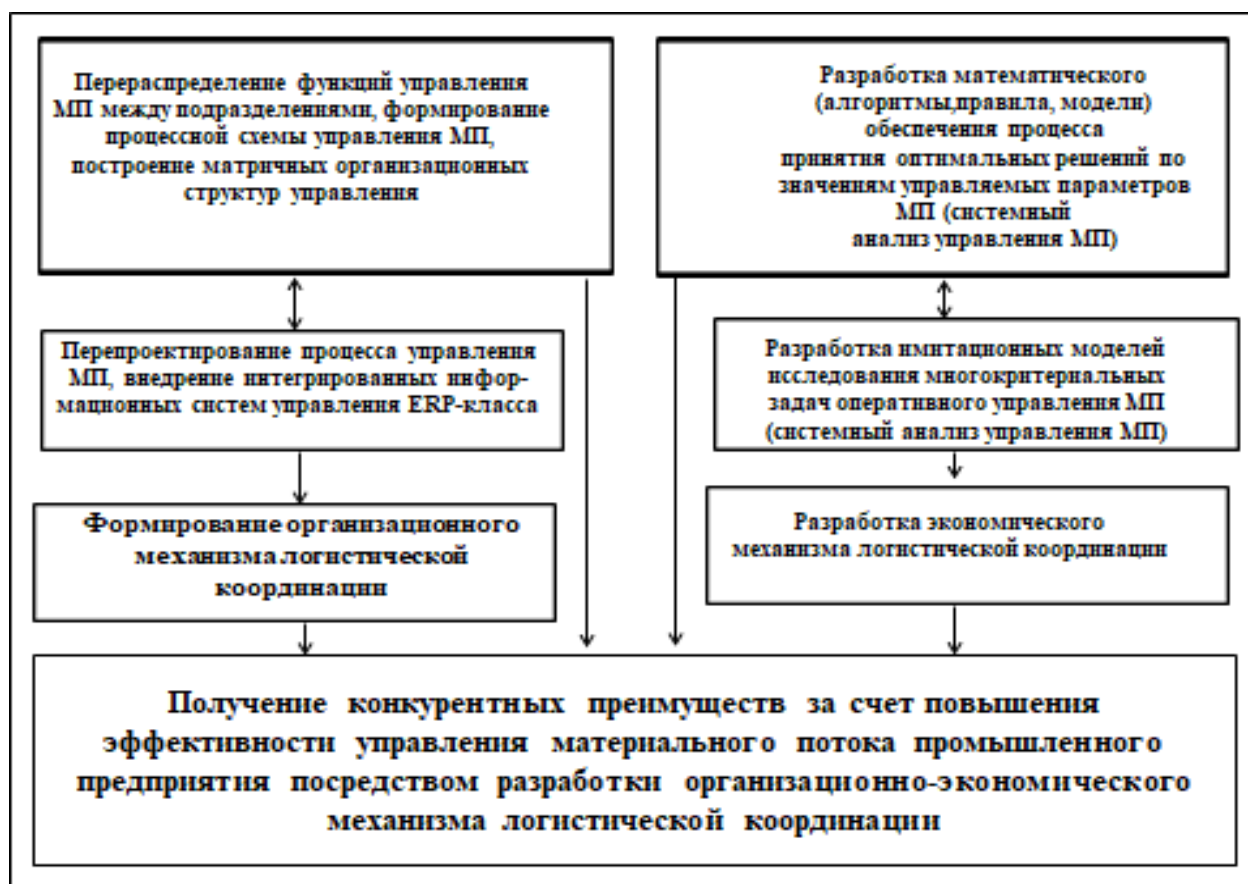 Перераспределение функций управления
МП между подразделениями, формирование
процессной схемы управления МП,
построение матричных организационных
структур управления
Разработка математического
(алгоритмы,правила, модели)
обеспечения процесса
принятия оптимальных решений по
значениям управляемых параметров
МП (системный
анализ управления МП)
Перепроектирование процесса управления
МП, внедрение интегрированных инфор-
мационных систем управления ERP-класса
Разработка имитационных моделей
исследования многокритериальных
задач оперативного управления МП
(системный анализ управления МП)
Формирование организационного
механизма логистической
координации
Разработка экономического
механизма логистической координации
Получение конкурентных преимуществ за счет повышения
эффективности управления материального потока промышленного
предприятия посредством разработки организационно-экономического
механизма логистической координации